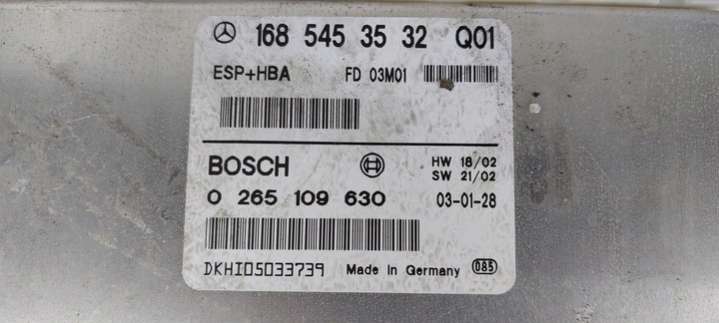 168 545 35 32 Q01
ESP+HBA FD 03M01
BOSCH HW 18/02
SW 21/02
0 265 109 630 03-01-28
DKHI05033739 Made In Germany 085